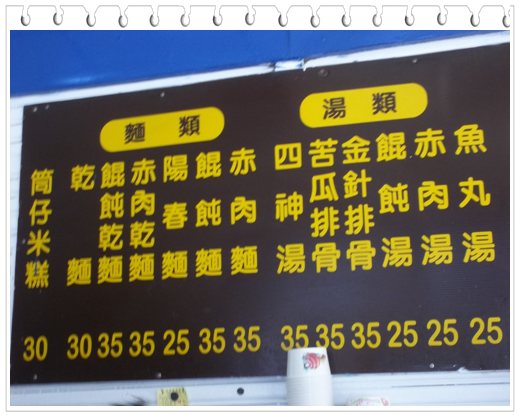 湯類
魚丸湯 25
赤肉湯 25
餛飩湯 25
金針排骨 35
苦瓜排骨 35
四神湯 35
麵類
赤肉麵 35
餛飩麵 35
陽春麵 25
赤肉乾麵 35
餛飩乾麵 35
乾麵 30
筒仔米糕 30